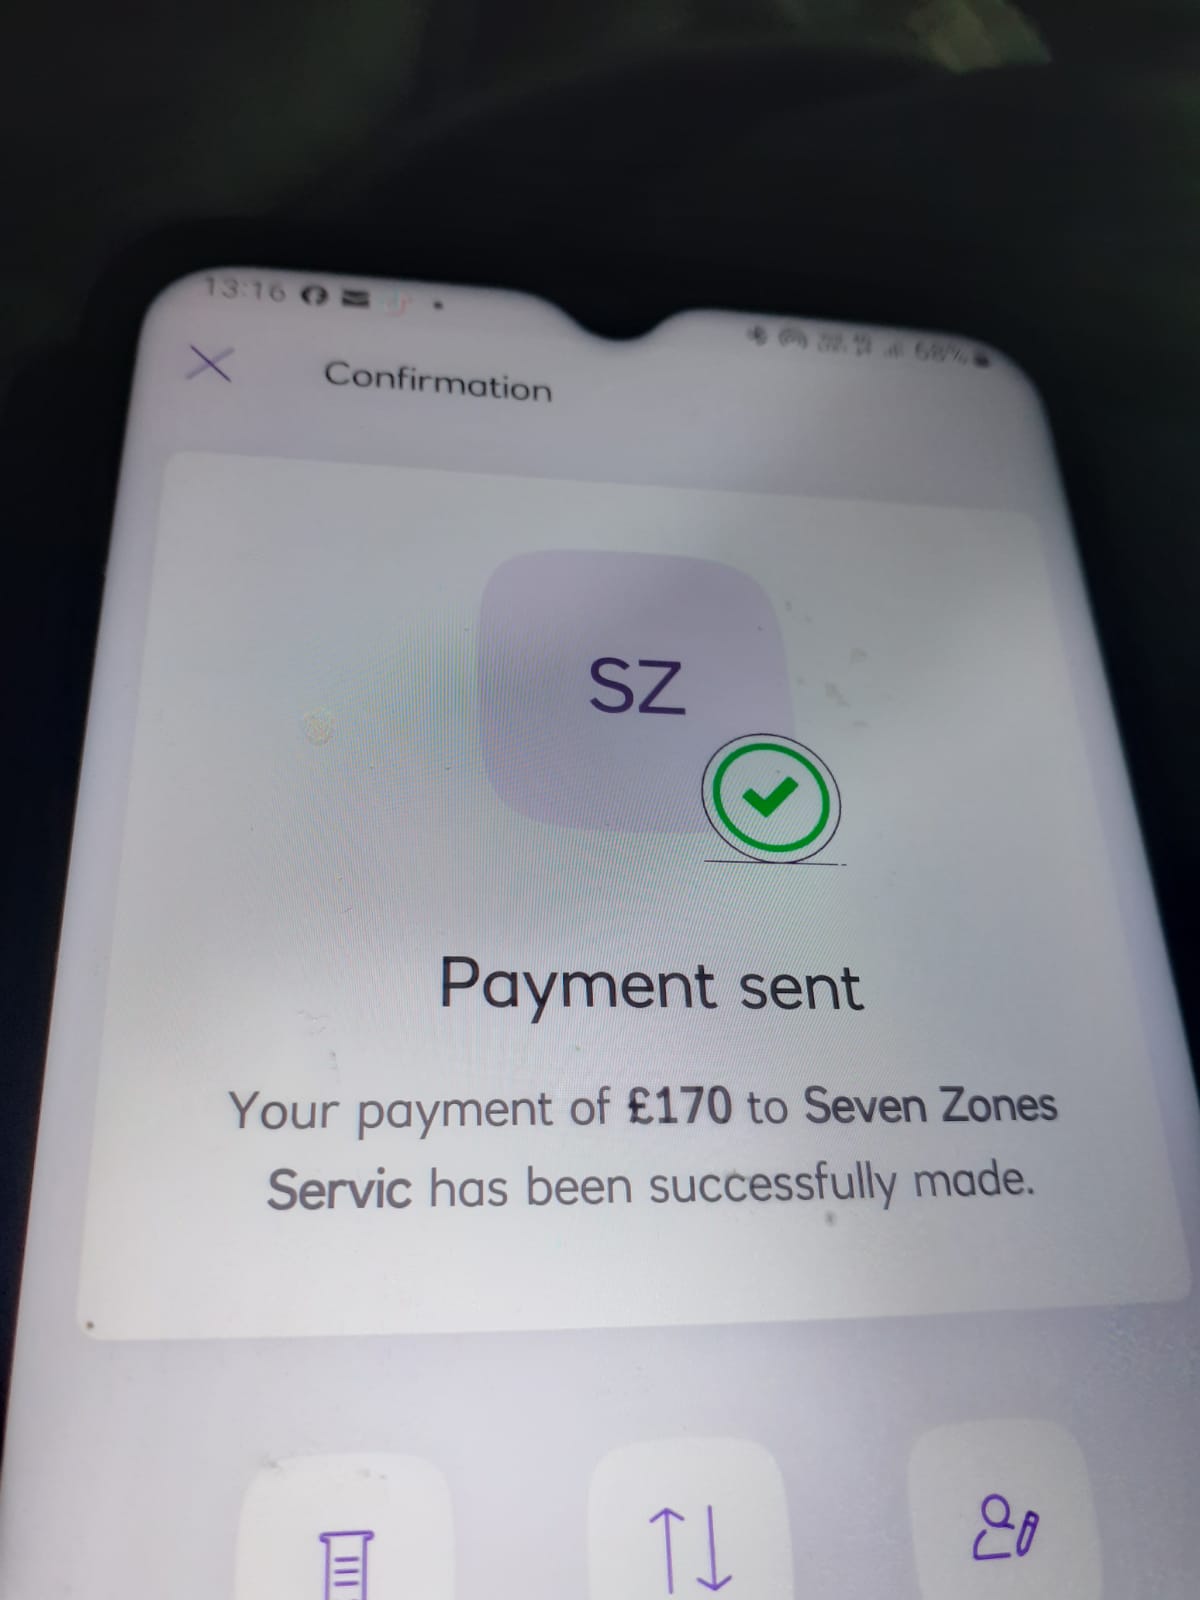 13:16
68%
Confirmation
SZ
Payment sent
Your payment of £170 to Seven Zones
Servic has been successfully made.